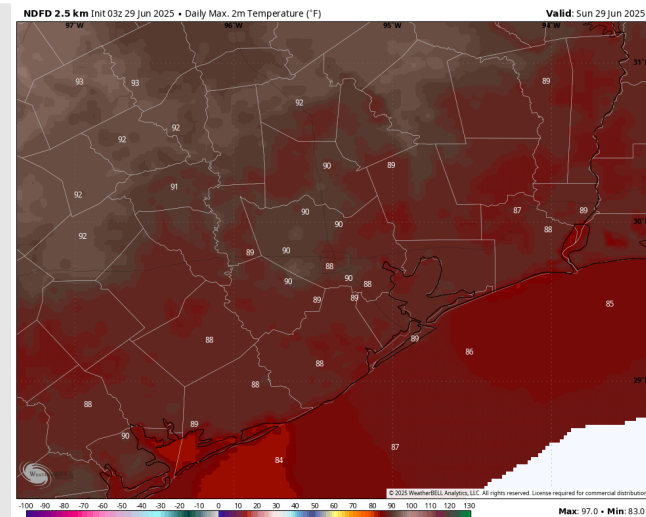 NDFD 2.5 km Init 03z 29 Jun 2025 • Daily Max. 2m Temperature (°F)
Valid: Sun 29 Jun 2025
97°W 96°W 95°W 94°W
31°N
93 93 89
92
92
92
90 89
91
92
90 87 89
90 88
30°N
92
89 90
88
90 90 88
89 89
85
88 89
86
88
29°N
88
88
89
90
87
84
WeatherBELL
© 2025 WeatherBELL Analytics, LLC. All rights reserved. License required for commercial distribution
-100 -90 -80 -70 -60 -50 -40 -30 -20 -10 0 10 20 30 40 50 60 70 80 90 100 110 120 130
Max: 97.0 • Min: 83.0